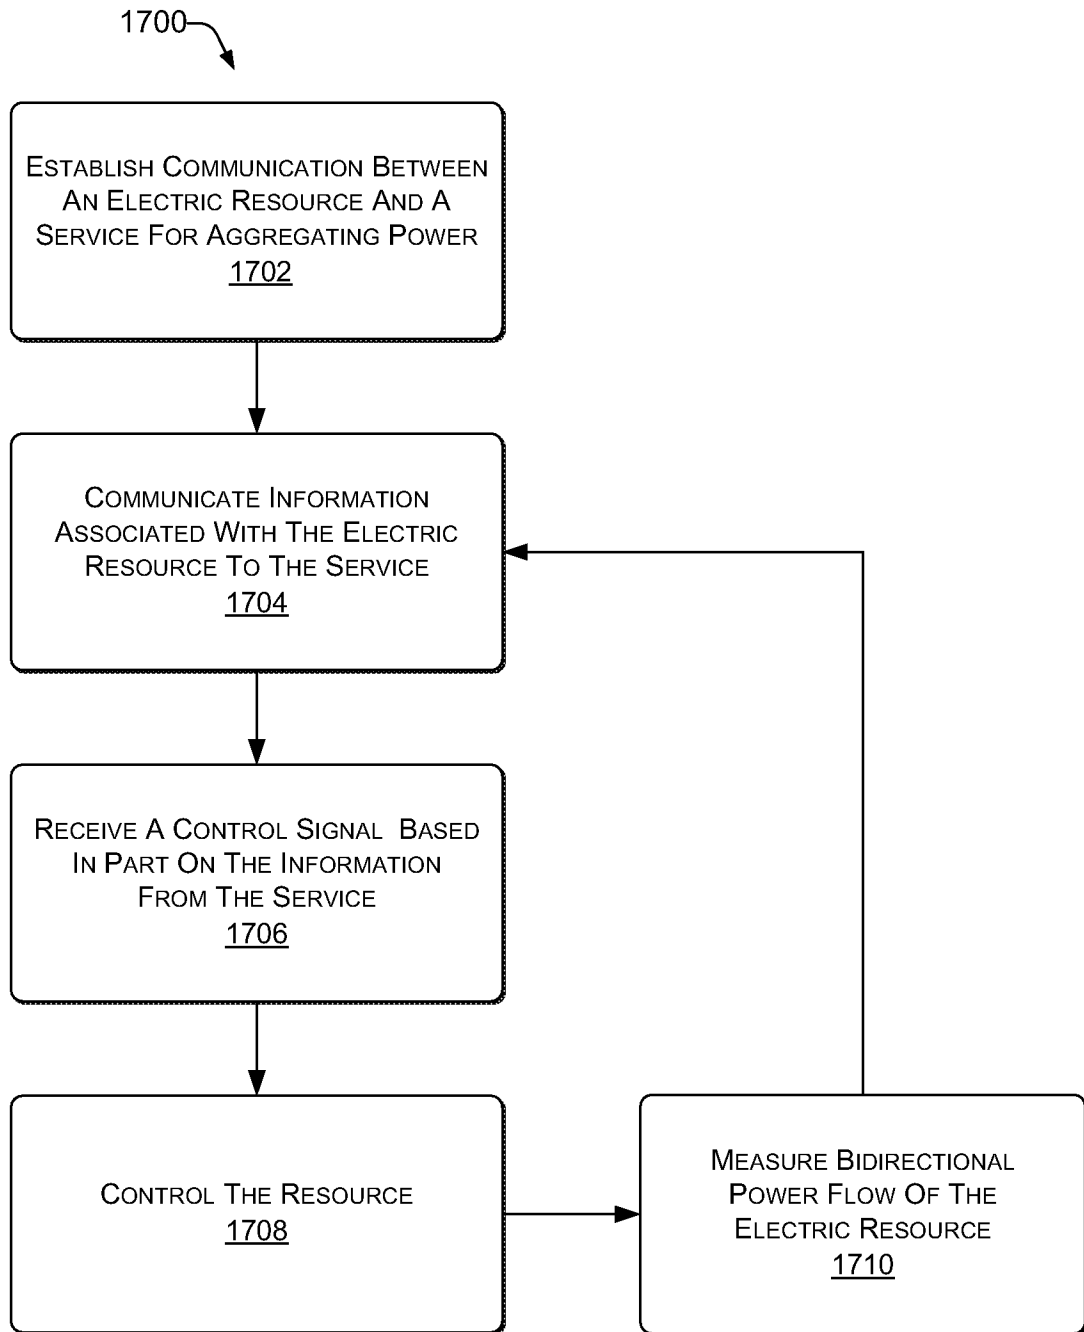 1700
ESTABLISH COMMUNICATION BETWEEN
AN ELECTRIC RESOURCE AND A
SERVICE FOR AGGREGATING POWER
1702
COMMUNICATE INFORMATION
ASSOCIATED WITH THE ELECTRIC
RESOURCE TO THE SERVICE
1704
RECEIVE A CONTROL SIGNAL BASED
IN PART ON THE INFORMATION
FROM THE SERVICE
1706
CONTROL THE RESOURCE
1708
MEASURE BIDIRECTIONAL
POWER FLOW OF THE
ELECTRIC RESOURCE
1710